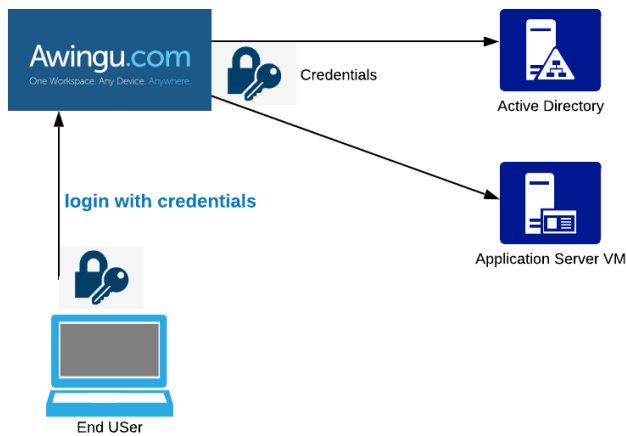 Awingu.com
One Workspace. Any Device. Anywhere.
Credentials
Active Directory
login with credentials
Application Server VM
End USer